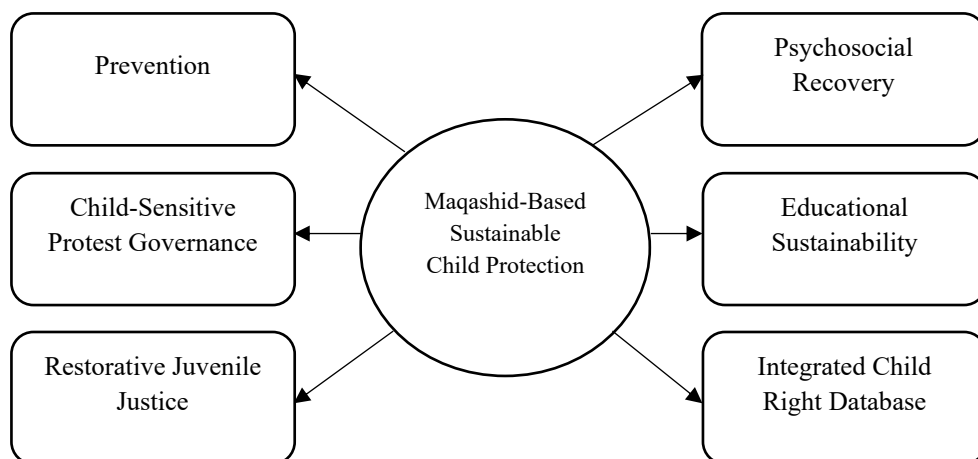 Prevention
Child-Sensitive
Protest Governance
Restorative Juvenile
Justice
Maqashid-Based
Sustainable
Child Protection
Psychosocial
Recovery
Educational
Sustainability
Integrated Child
Right Database